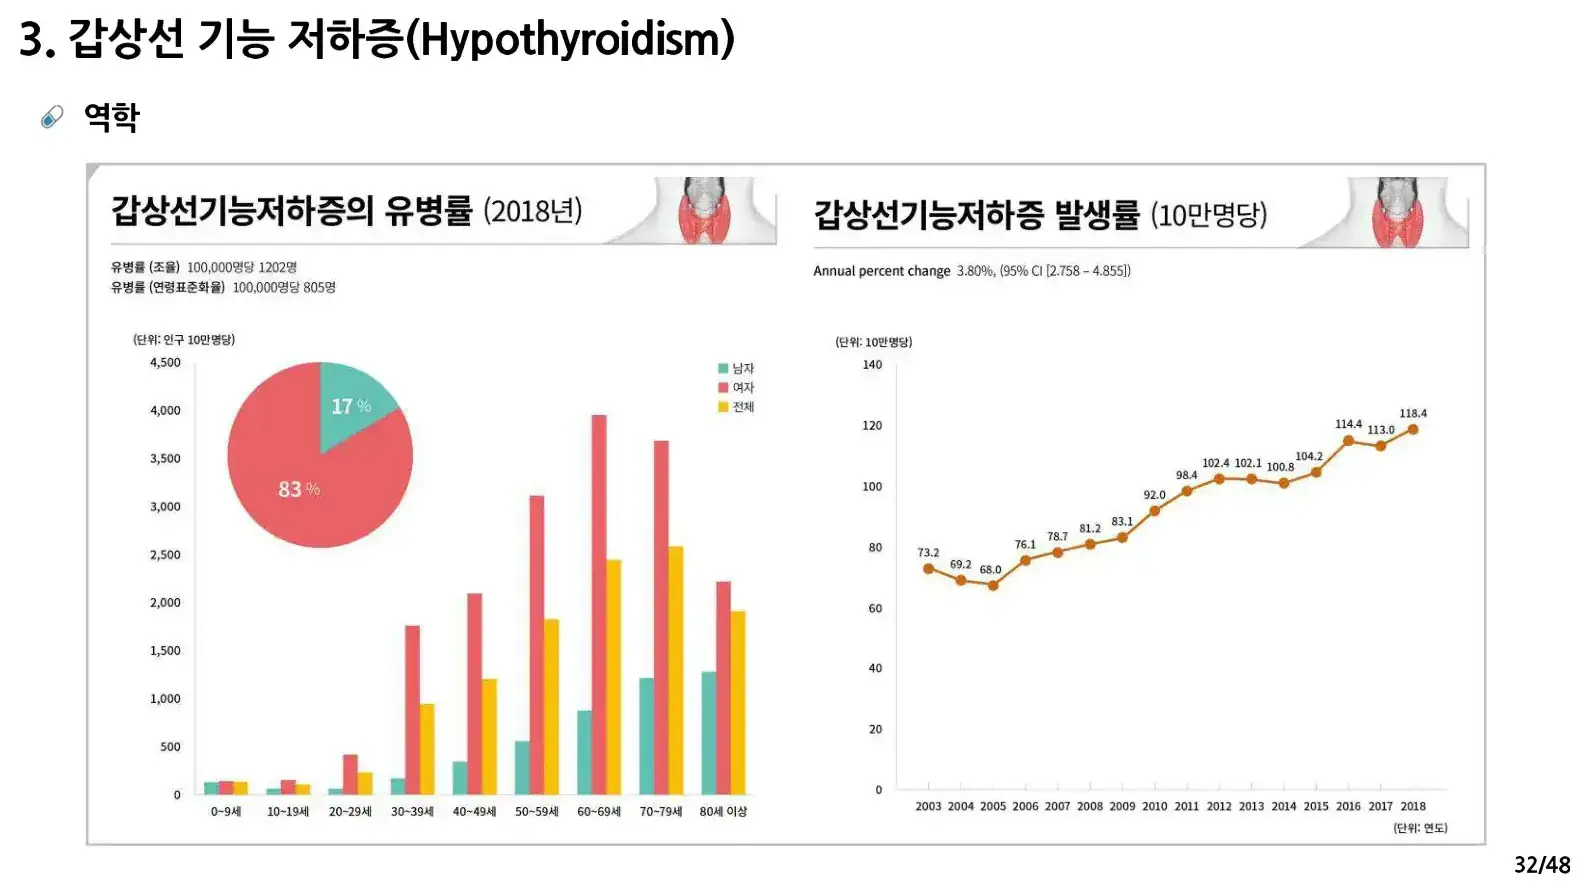 3. 갑상선 기능 저하증(Hypothyroidism)
역학
갑상선기능저하증의 유병률 (2018년)
유병률 (조율) 100,000명당 1202명
유병률 (연령표준화율) 100,000명당 805명
(단위: 인구 10만명당)
4,500
4,000
3,500
3,000
2,500
2,000
1,500
1,000
500
0
17 %
83 %
남자
여자
전체
0~9세 10~19세 20~29세 30~39세 40~49세 50~59세 60~69세 70~79세 80세 이상
갑상선기능저하증 발생률 (10만명당)
Annual percent change 3.80%, (95% CI [2.758 – 4.855])
(단위: 10만명당)
140
120
100
80
60
40
20
0
73.2 69.2 68.0 76.1 78.7 81.2 83.1 92.0 98.4 102.4 102.1 100.8 104.2 114.4 113.0 118.4
2003 2004 2005 2006 2007 2008 2009 2010 2011 2012 2013 2014 2015 2016 2017 2018
(단위: 연도)
32/48